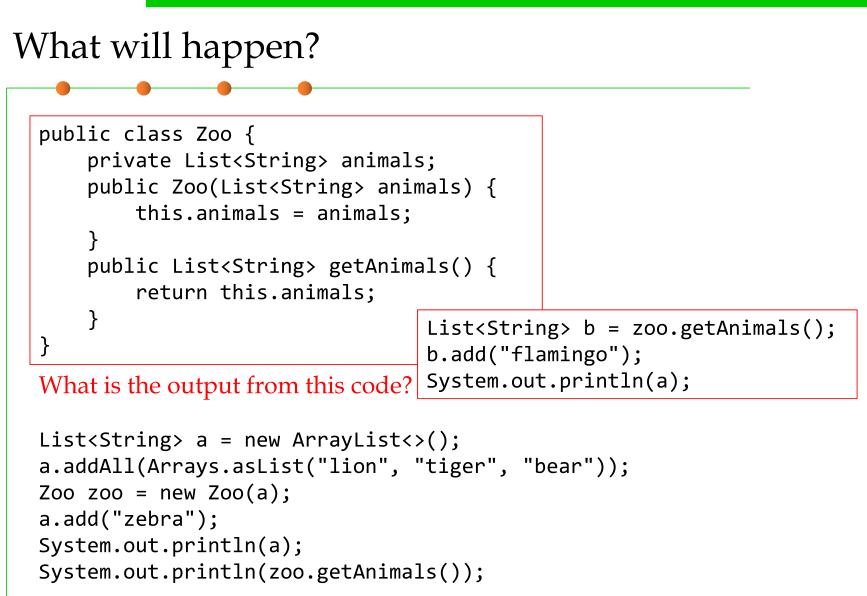 What will happen?
public class Zoo {
    private List<String> animals;
    public Zoo(List<String> animals) {
        this.animals = animals;
    }
    public List<String> getAnimals() {
        return this.animals;
    }
}
List<String> b = zoo.getAnimals();
b.add("flamingo");
System.out.println(a);
What is the output from this code?
List<String> a = new ArrayList<>();
a.addAll(Arrays.asList("lion", "tiger", "bear"));
Zoo zoo = new Zoo(a);
a.add("zebra");
System.out.println(a);
System.out.println(zoo.getAnimals());